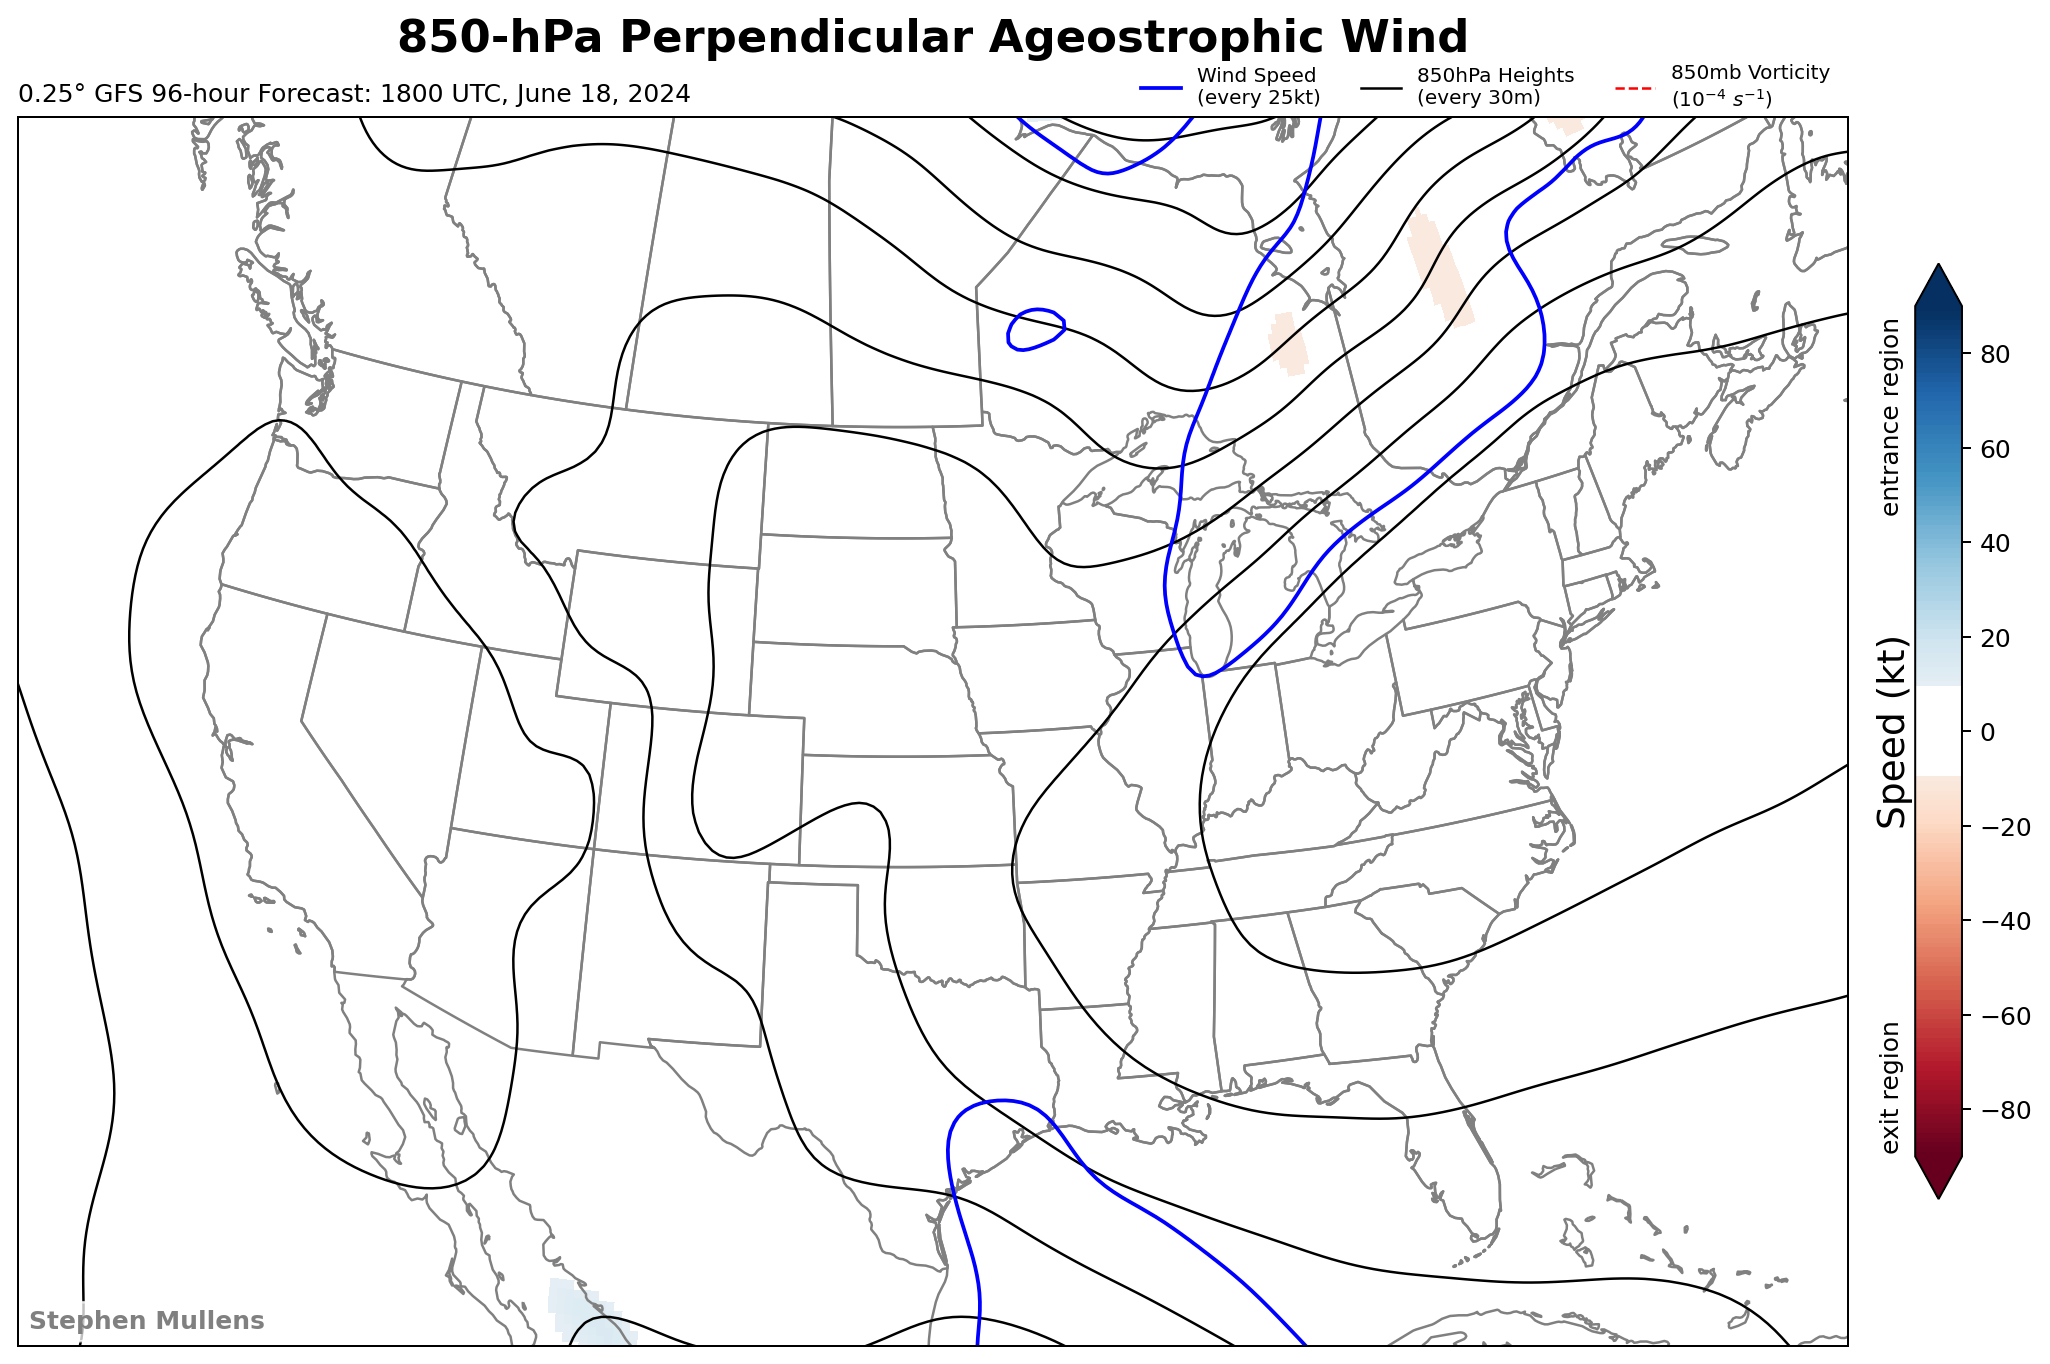 850-hPa Perpendicular Ageostrophic Wind
0.25° GFS 96-hour Forecast: 1800 UTC, June 18, 2024
Wind Speed
(every 25kt)
850hPa Heights
(every 30m)
850mb Vorticity
(10⁻⁴ s⁻¹)
entrance region
Speed (kt)
exit region
80
60
40
20
0
−20
−40
−60
−80
Stephen Mullens